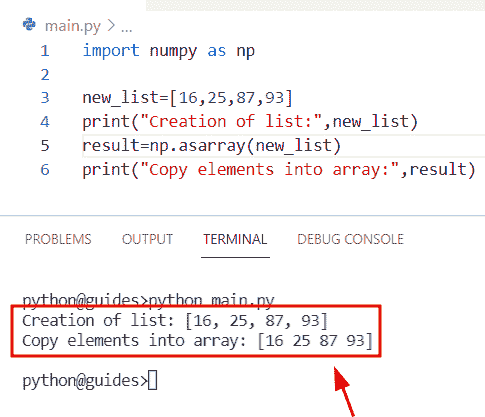 main.py > ...
1 import numpy as np
2
3 new_list=[16,25,87,93]
4 print("Creation of list:",new_list)
5 result=np.asarray(new_list)
6 print("Copy elements into array:",result)
PROBLEMS OUTPUT TERMINAL DEBUG CONSOLE
python@guides>python main.py
Creation of list: [16, 25, 87, 93]
Copy elements into array: [16 25 87 93]
python@guides>